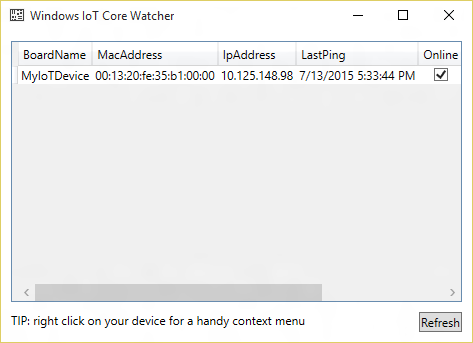 Windows IoT Core Watcher
BoardName MacAddress IpAddress LastPing Online
MyIoTDevice 00:13:20:fe:35:b1:00:00 10.125.148.98 7/13/2015 5:33:44 PM
TIP: right click on your device for a handy context menu
Refresh